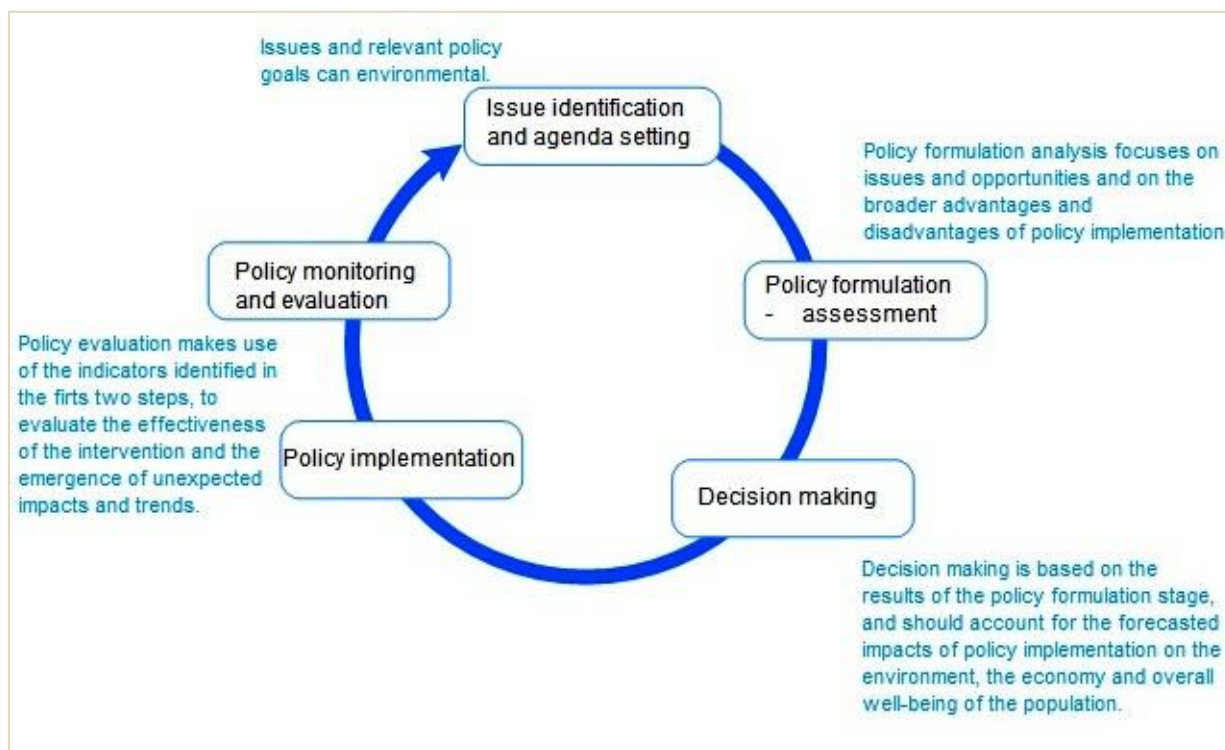 Issues and relevant policy
goals can environmental.
Issue identification
and agenda setting
Policy formulation analysis focuses on
issues and opportunities and on the
broader advantages and
disadvantages of policy implementation
Policy formulation
- assessment
Decision making
Decision making is based on the
results of the policy formulation stage,
and should account for the forecasted
impacts of policy implementation on the
environment, the economy and overall
well-being of the population.
Policy implementation
Policy monitoring
and evaluation
Policy evaluation makes use
of the indicators identified in
the firts two steps, to
evaluate the effectiveness
of the intervention and the
emergence of unexpected
impacts and trends.